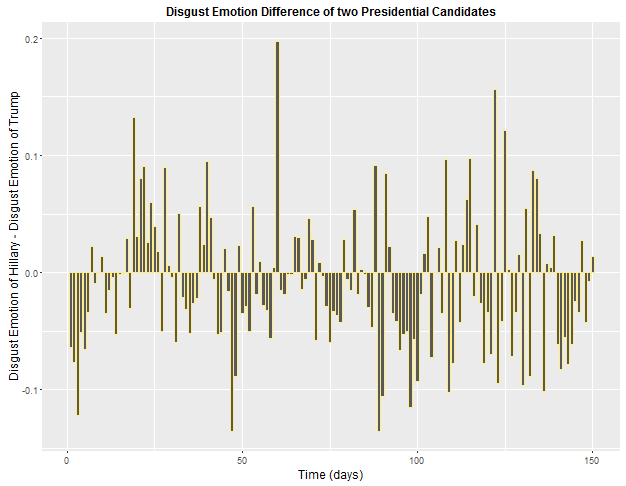 Disgust Emotion Difference of two Presidential Candidates
Disgust Emotion of Hillary - Disgust Emotion of Trump
0.2
0.1
0.0
-0.1
0
50
100
150
Time (days)